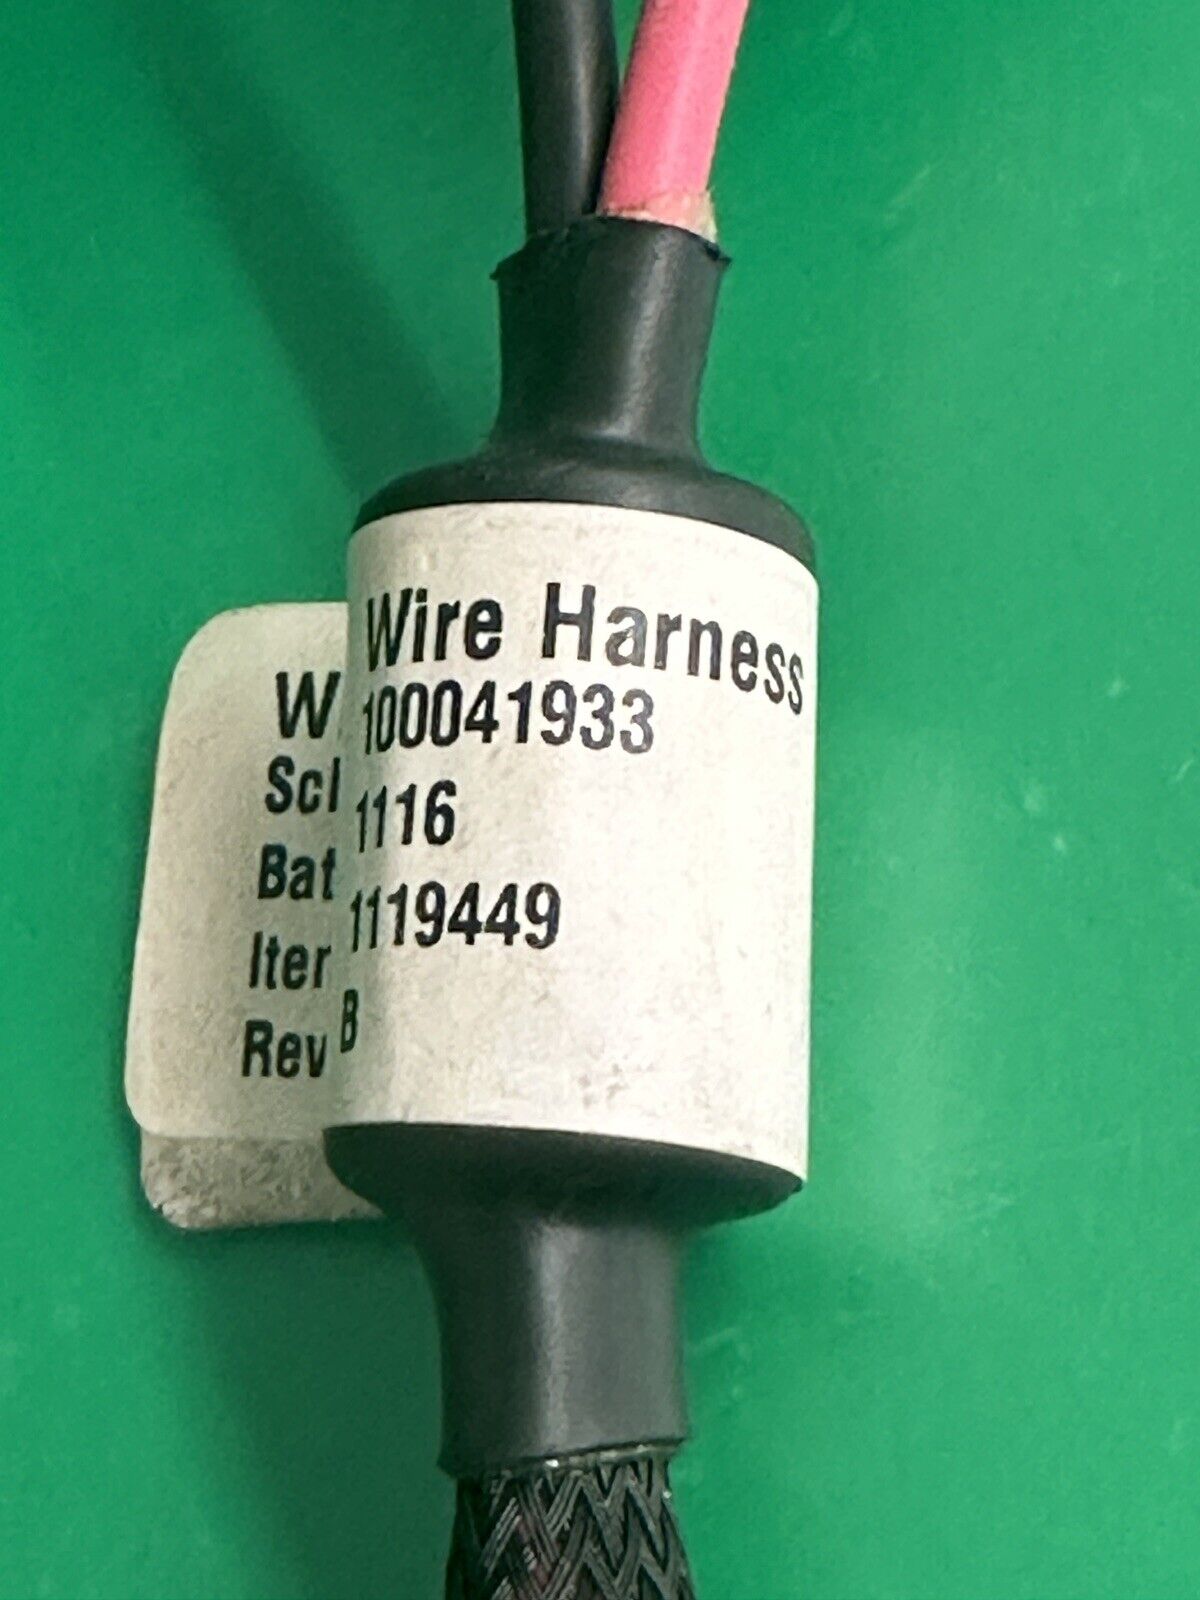 Wire Harness
W
Scl 100041933
Bat 1116
Iter 1119449
Rev B